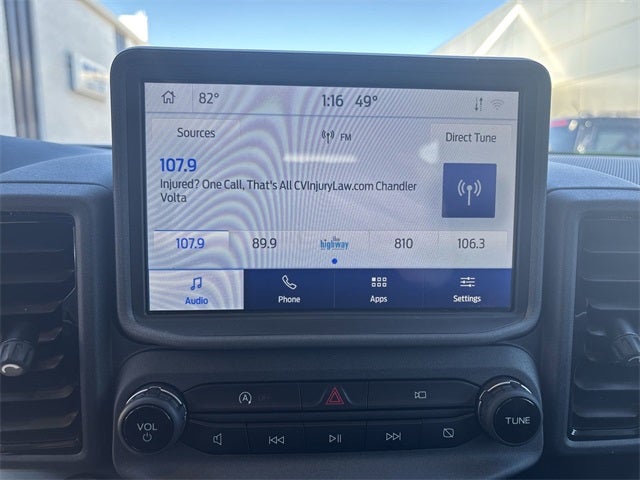 82° 1:16 49°
Sources FM Direct Tune
107.9
Injured? One Call, That's All CVInjuryLaw.com Chandler
Volta
107.9 89.9 the highway 810 106.3
Audio Phone Apps Settings
VOL TUNE